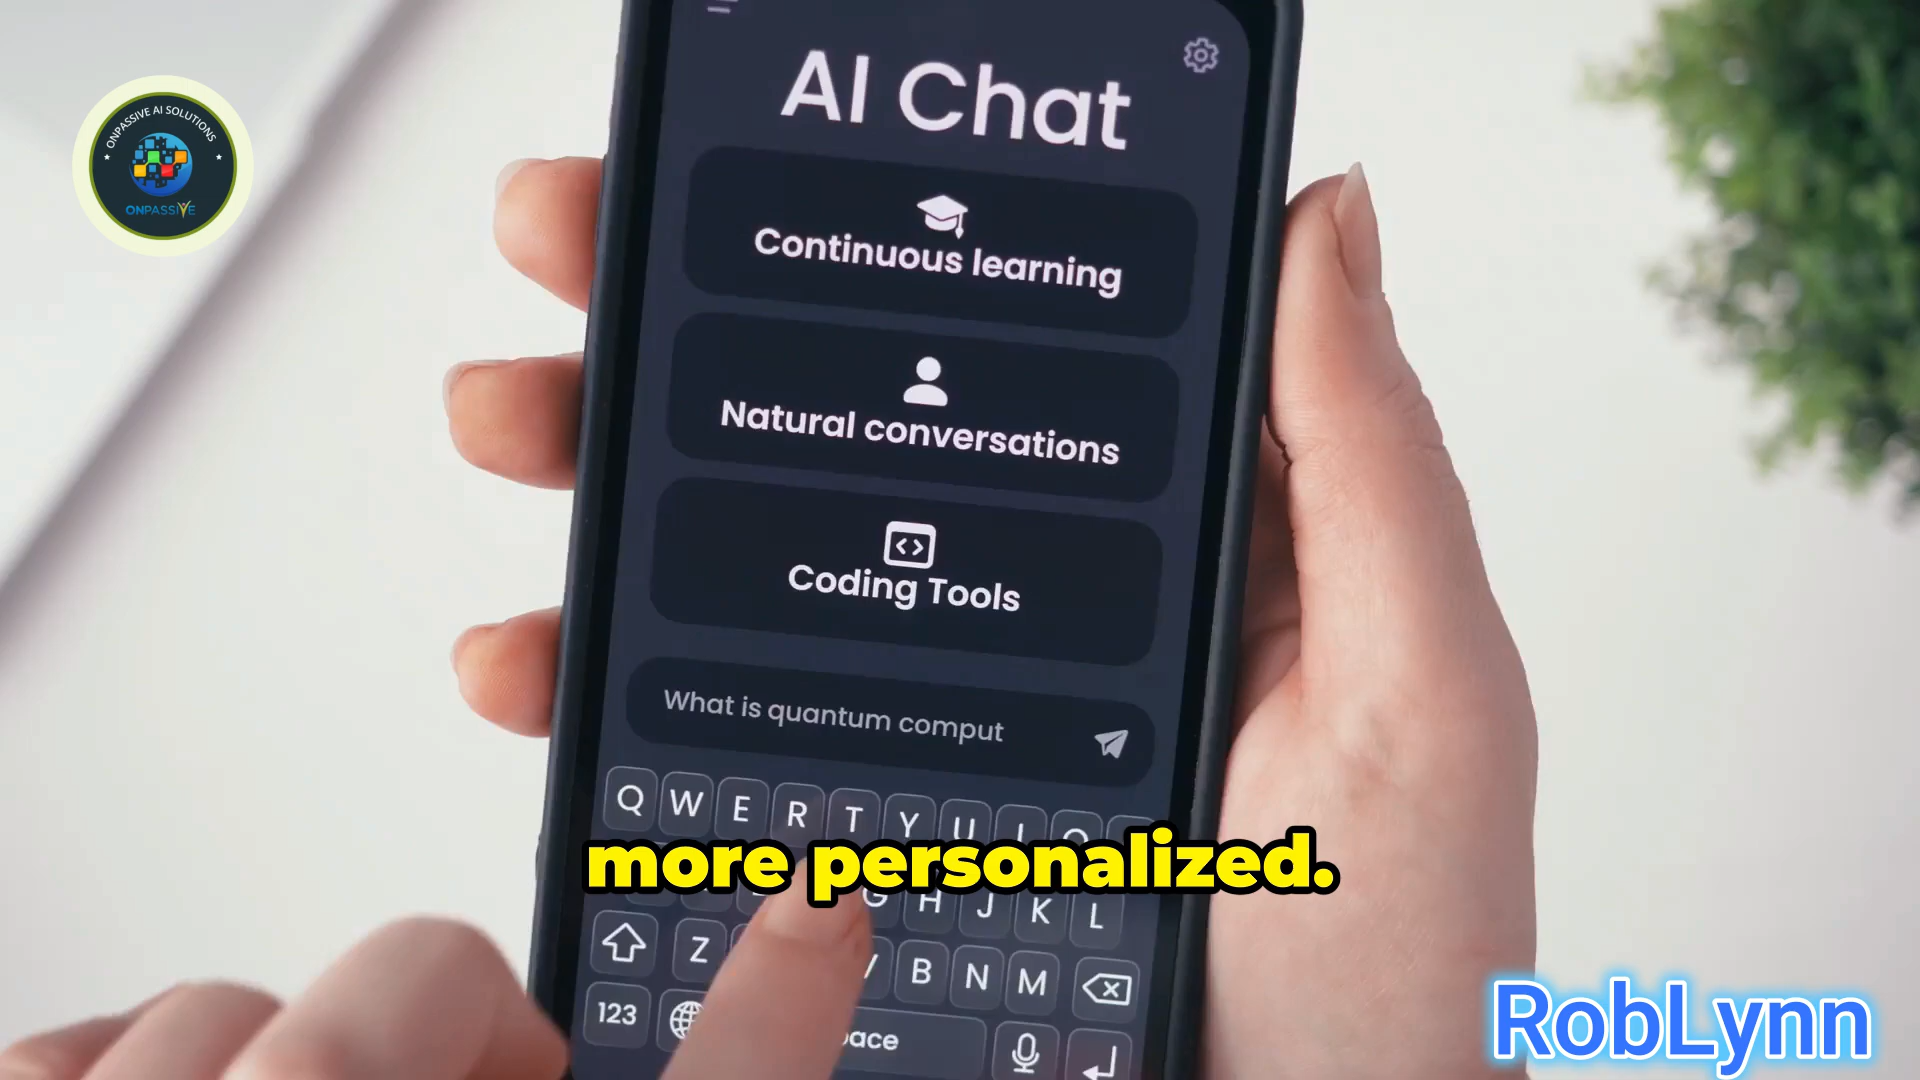 ONPASSIVE AI SOLUTIONS
ONPASSIVE
AI Chat
Continuous learning
Natural conversations
Coding Tools
What is quantum comput
Q W E R T Y U I O
more personalized.
G H J K L
Z V B N M
123
RobLynn